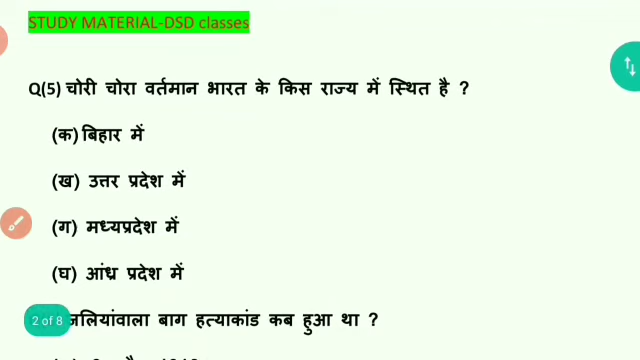 STUDY MATERIAL-DSD classes
Q(5) चोरी चोरा वर्तमान भारत के किस राज्य में स्थित है ?
(क) बिहार में
(ख) उत्तर प्रदेश में
(ग) मध्यप्रदेश में
(घ) आंध्र प्रदेश में
2 of 8 जलियांवाला बाग हत्याकांड कब हुआ था ?